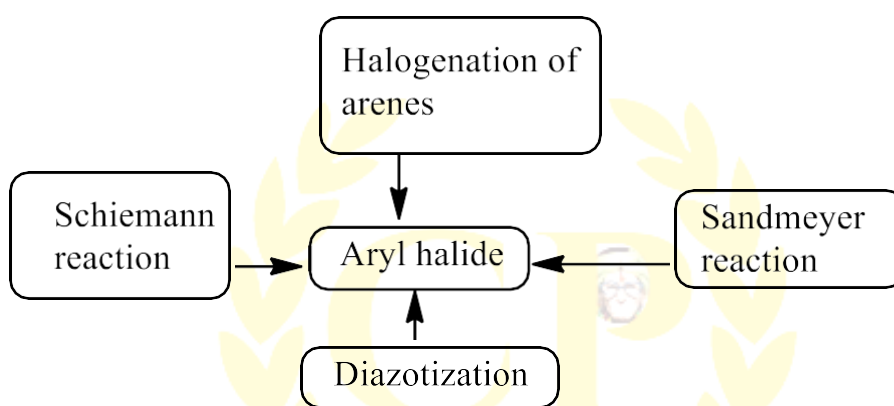 Halogenation of
arenes
Schiemann
reaction
Aryl halide
Sandmeyer
reaction
Diazotization